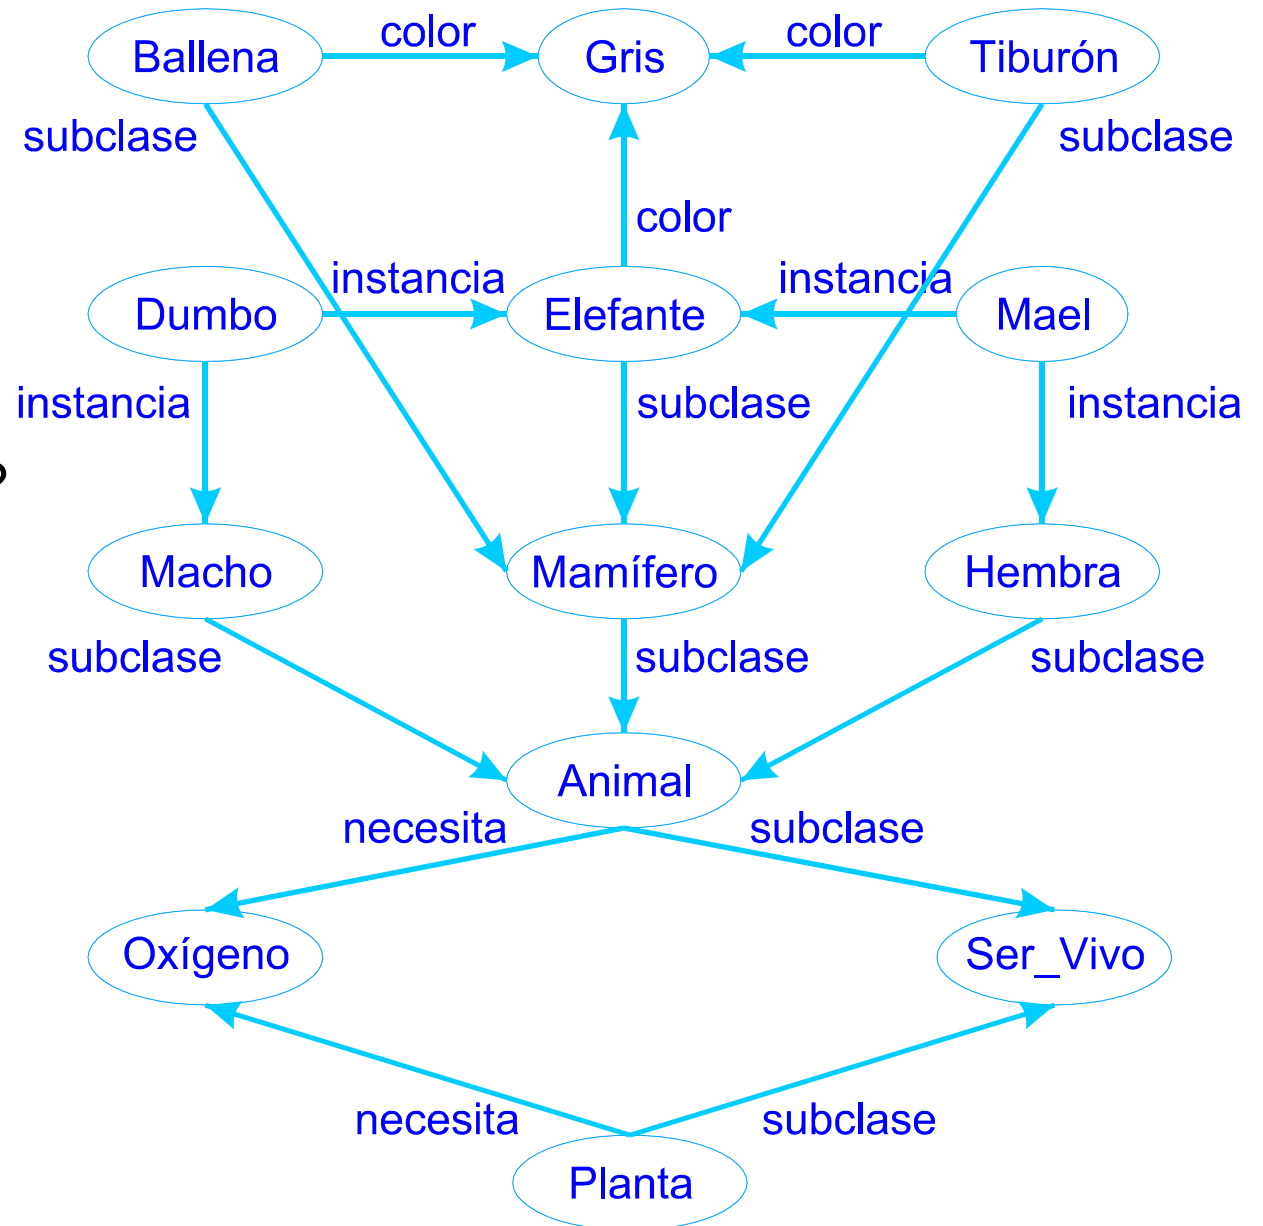 color
color
Ballena
Gris
Tiburón
subclase
subclase
color
instancia
instancia
Dumbo
Elefante
Mael
instancia
subclase
instancia
Macho
Mamífero
Hembra
subclase
subclase
subclase
Animal
necesita
subclase
Oxígeno
Ser_Vivo
necesita
subclase
Planta